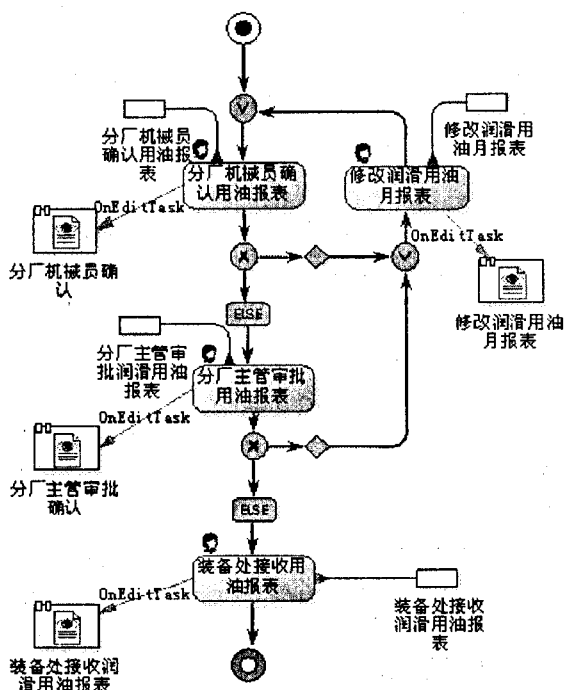 分厂机械员
确认用油报
表
修改润滑用
油月报表
分厂机械员确
认用油报表
修改润滑用油
月报表
OnEditTask
分厂机械员确
认
OnEditTask
修改润滑用油
月报表
ELSE
分厂主管审
批润滑用油
报表
分厂主管审批
用油报表
OnEditTask
分厂主管审批
确认
ELSE
装备处接收用
油报表
OnEditTask
装备处接收
润滑用油报
表
装备处接收润
滑用油报表